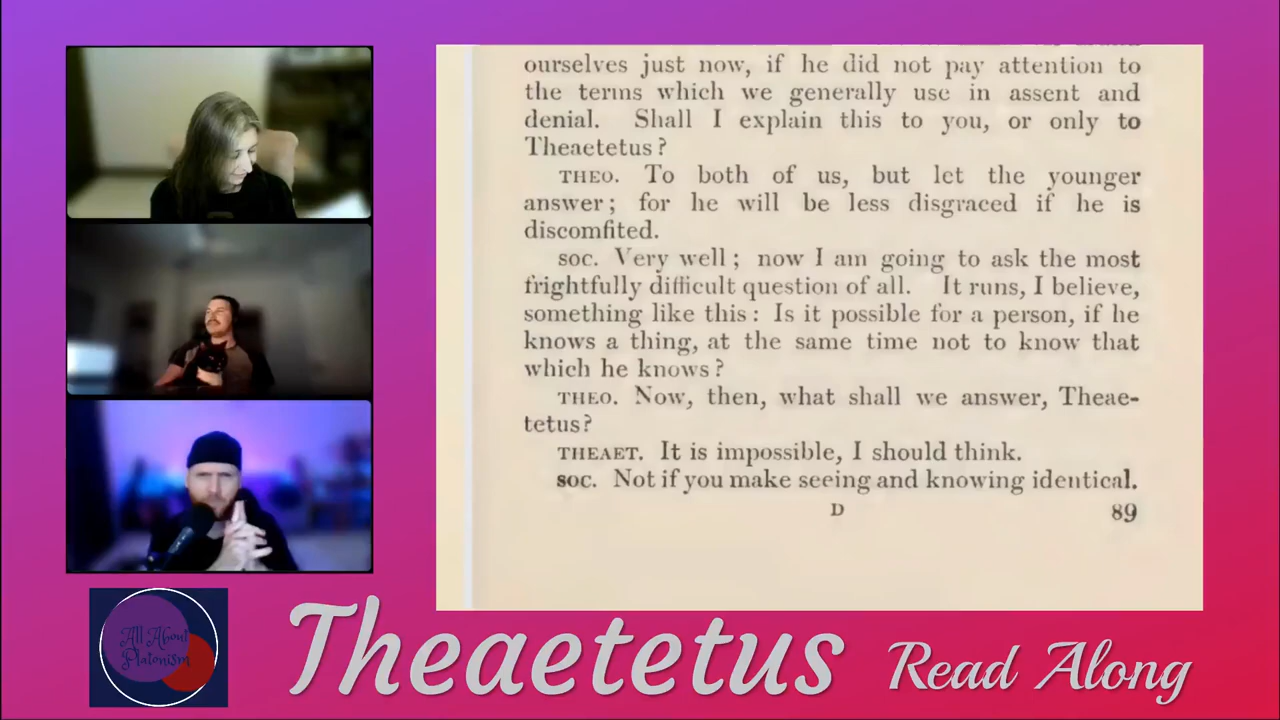 ourselves just now, if he did not pay attention to
the terms which we generally use in assent and
denial. Shall I explain this to you, or only to
Theaetetus?
THEO. To both of us, but let the younger
answer; for he will be less disgraced if he is
discomfited.
SOC. Very well; now I am going to ask the most
frightfully difficult question of all. It runs, I believe,
something like this: Is it possible for a person, if he
knows a thing, at the same time not to know that
which he knows?
THEO. Now, then, what shall we answer, Theae-
tetus?
THEAET. It is impossible, I should think.
SOC. Not if you make seeing and knowing identical.
D 89
All About
Platonism
Theaetetus Read Along